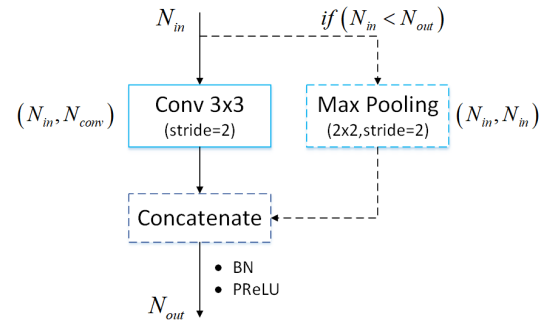 N_in
if (N_in < N_out)
(N_in, N_conv)
Conv 3x3
(stride=2)
Max Pooling
(2x2,stride=2)
(N_in, N_in)
Concatenate
• BN
• PReLU
N_out